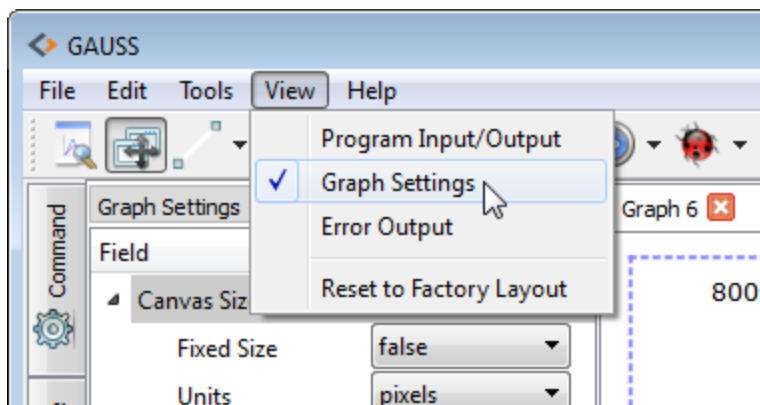 GAUSS
File Edit Tools View Help
Program Input/Output
Graph Settings
Error Output
Reset to Factory Layout
Command
Graph Settings
Graph 6
Field
Canvas Siz
800
Fixed Size false
Units pixels